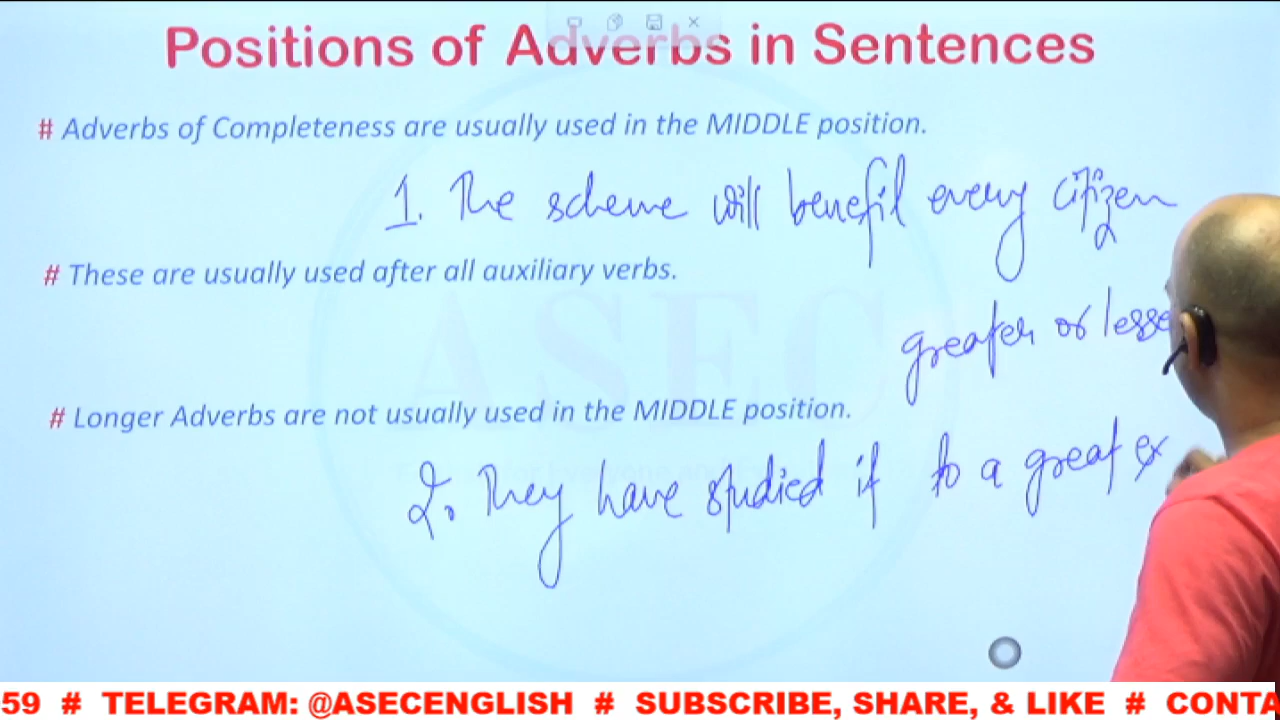 Positions of Adverbs in Sentences
# Adverbs of Completeness are usually used in the MIDDLE position.
1. The scheme will benefit every citizen
# These are usually used after all auxiliary verbs.
greater or lesse
# Longer Adverbs are not usually used in the MIDDLE position.
2. They have studied it to a great ex
59 # TELEGRAM: @ASECENGLISH # SUBSCRIBE, SHARE, & LIKE # CONTA